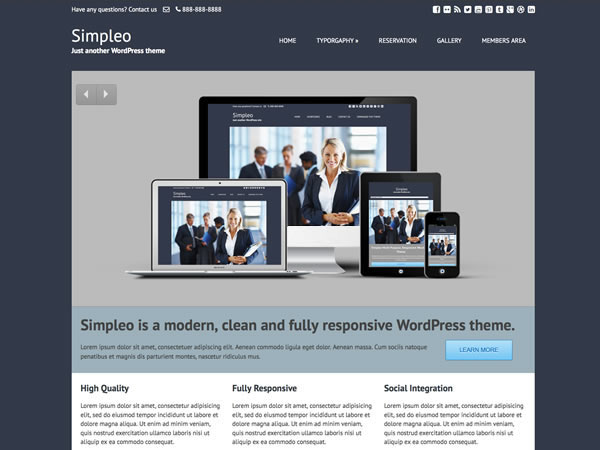 Have any questions? Contact us 888-888-8888
Simpleo
Just another WordPress theme
HOME TYPORGAPHY » RESERVATION GALLERY MEMBERS AREA
Simpleo
Simpleo
Simpleo
Simpleo is a modern, clean and fully responsive WordPress theme.
Lorem ipsum dolor sit amet, consectetuer adipiscing elit. Aenean commodo ligula eget dolor. Aenean massa. Cum sociis natoque
penatibus et magnis dis parturient montes, nascetur ridiculus mus.
LEARN MORE
High Quality
Lorem ipsum dolor sit amet, consectetur adipisicing
elit, sed do eiusmod tempor incididunt ut labore et
dolore magna aliqua. Ut enim ad minim veniam,
quis nostrud exercitation ullamco laboris nisi ut
aliquip ex ea commodo consequat.
Fully Responsive
Lorem ipsum dolor sit amet, consectetur adipisicing
elit, sed do eiusmod tempor incididunt ut labore et
dolore magna aliqua. Ut enim ad minim veniam,
quis nostrud exercitation ullamco laboris nisi ut
aliquip ex ea commodo consequat.
Social Integration
Lorem ipsum dolor sit amet, consectetur adipisicing
elit, sed do eiusmod tempor incididunt ut labore et
dolore magna aliqua. Ut enim ad minim veniam,
quis nostrud exercitation ullamco laboris nisi ut
aliquip ex ea commodo consequat.